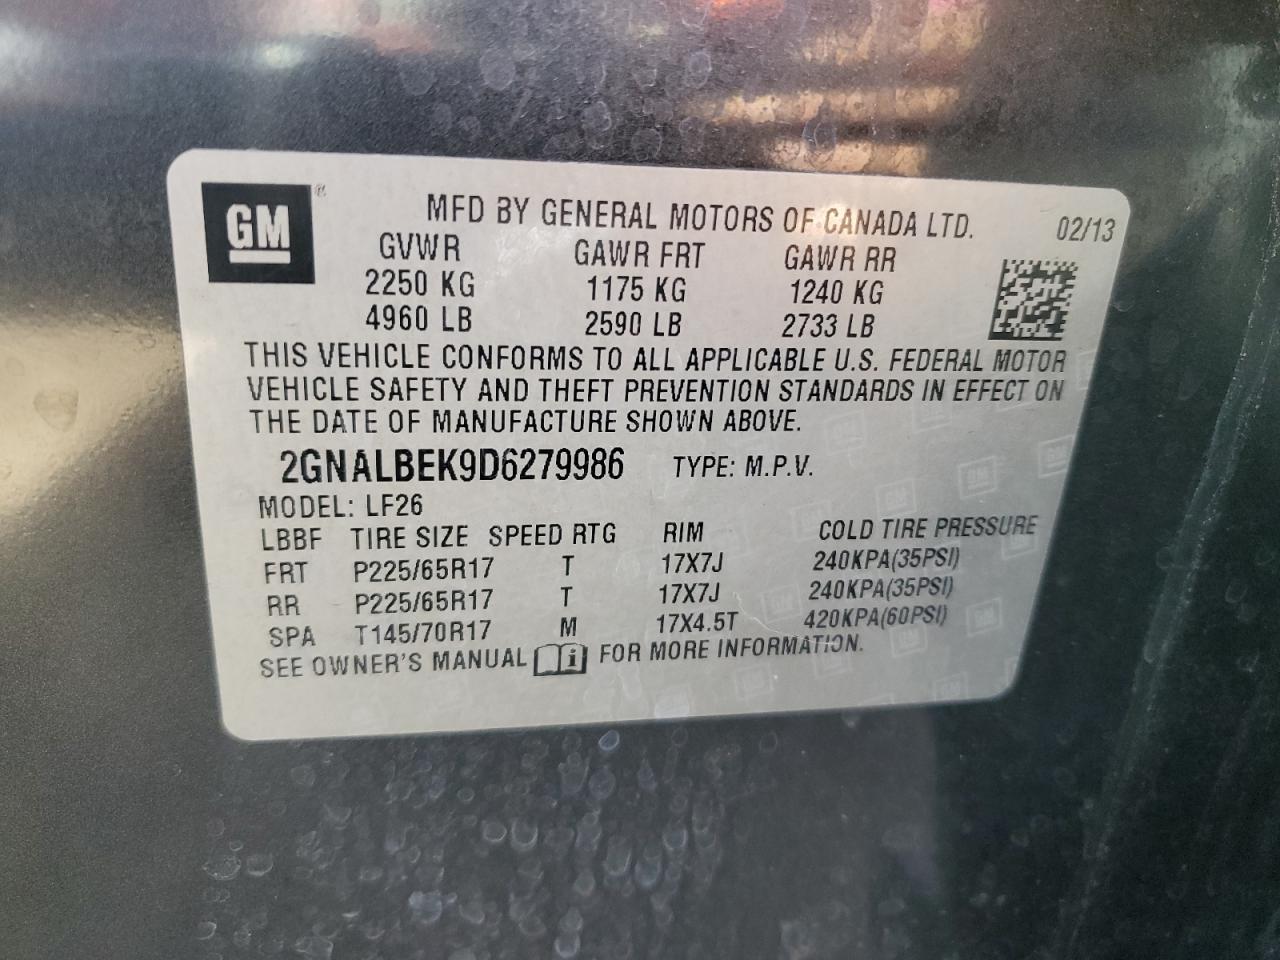 GM ® MFD BY GENERAL MOTORS OF CANADA LTD. 02/13
GVWR GAWR FRT GAWR RR
2250 KG 1175 KG 1240 KG
4960 LB 2590 LB 2733 LB
THIS VEHICLE CONFORMS TO ALL APPLICABLE U.S. FEDERAL MOTOR
VEHICLE SAFETY AND THEFT PREVENTION STANDARDS IN EFFECT ON
THE DATE OF MANUFACTURE SHOWN ABOVE.
2GNALBEK9D6279986 TYPE: M.P.V.
MODEL: LF26
LBBF TIRE SIZE SPEED RTG RIM COLD TIRE PRESSURE
FRT P225/65R17 T 17X7J 240KPA(35PSI)
RR P225/65R17 T 17X7J 240KPA(35PSI)
SPA T145/70R17 M 17X4.5T 420KPA(60PSI)
SEE OWNER'S MANUAL i FOR MORE INFORMATION.